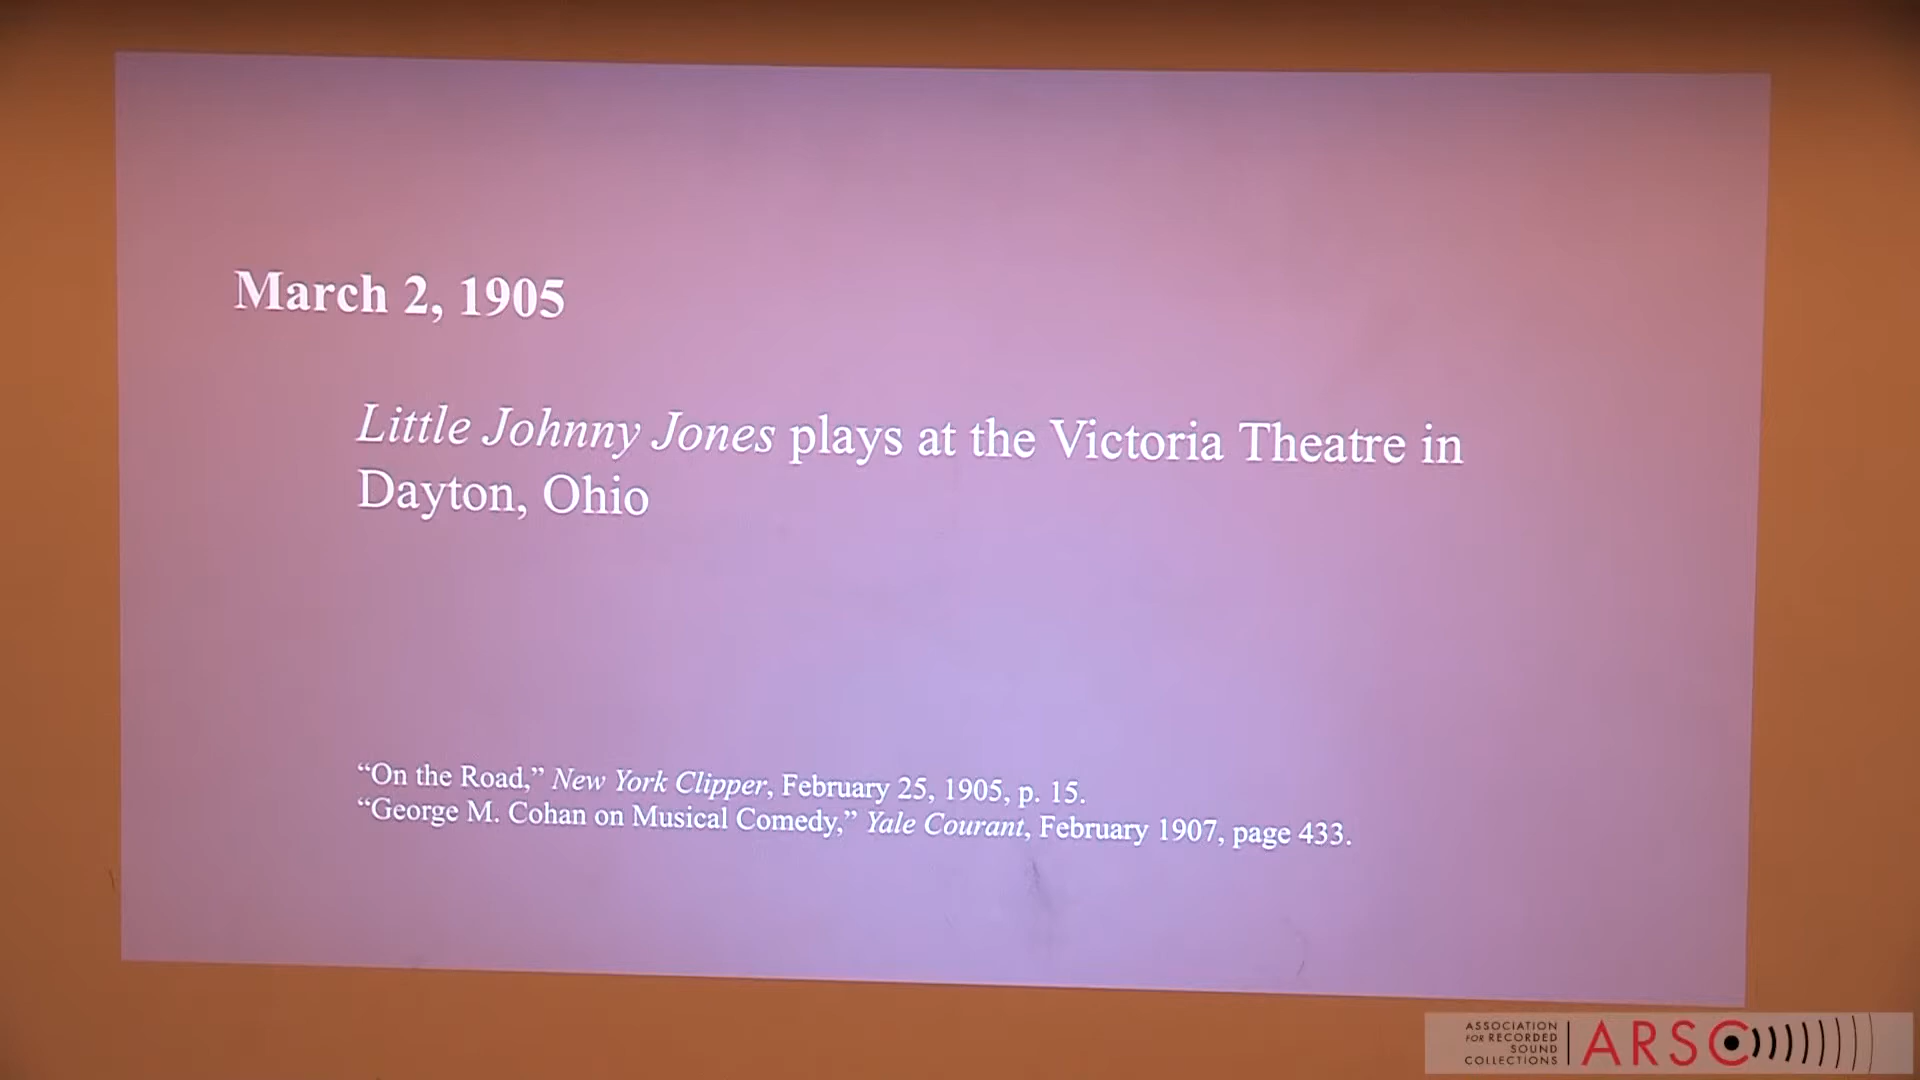 March 2, 1905
Little Johnny Jones plays at the Victoria Theatre in
Dayton, Ohio
“On the Road,” New York Clipper, February 25, 1905, p. 15.
“George M. Cohan on Musical Comedy,” Yale Courant, February 1907, page 433.
ASSOCIATION
FOR RECORDED
SOUND
COLLECTIONS
ARSC